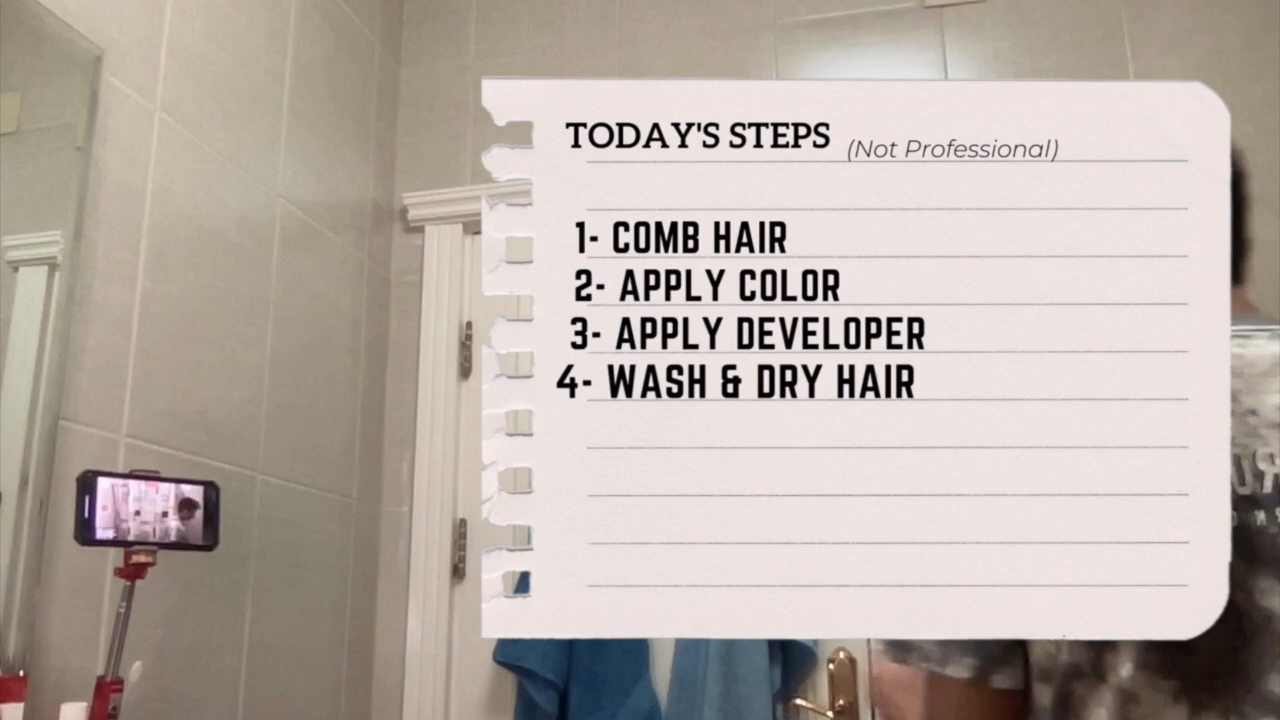 TODAY'S STEPS (Not Professional)
1- COMB HAIR
2- APPLY COLOR
3- APPLY DEVELOPER
4- WASH & DRY HAIR